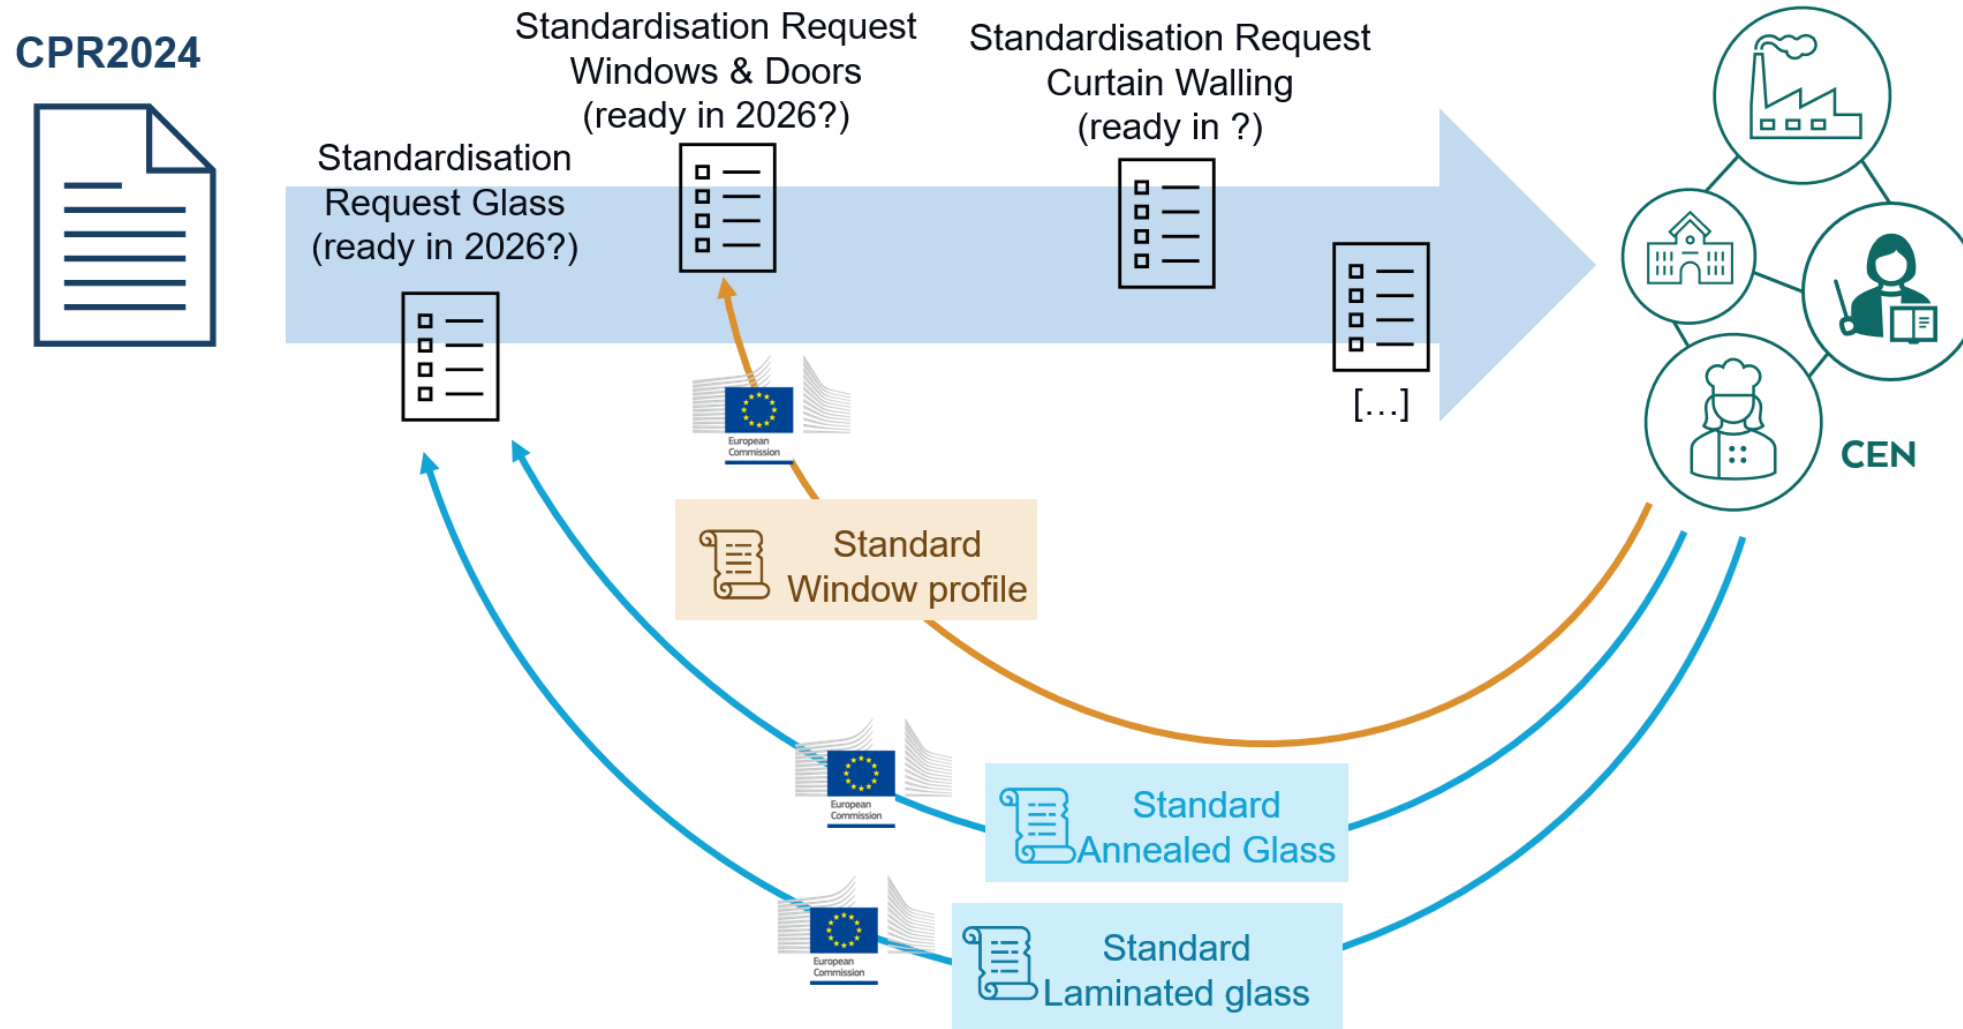 CPR2024
Standardisation
Request Glass
(ready in 2026?)
Standardisation Request
Windows & Doors
(ready in 2026?)
Standardisation Request
Curtain Walling
(ready in ?)
[...]
CEN
European
Commission
Standard
Window profile
European
Commission
Standard
Annealed Glass
European
Commission
Standard
Laminated glass